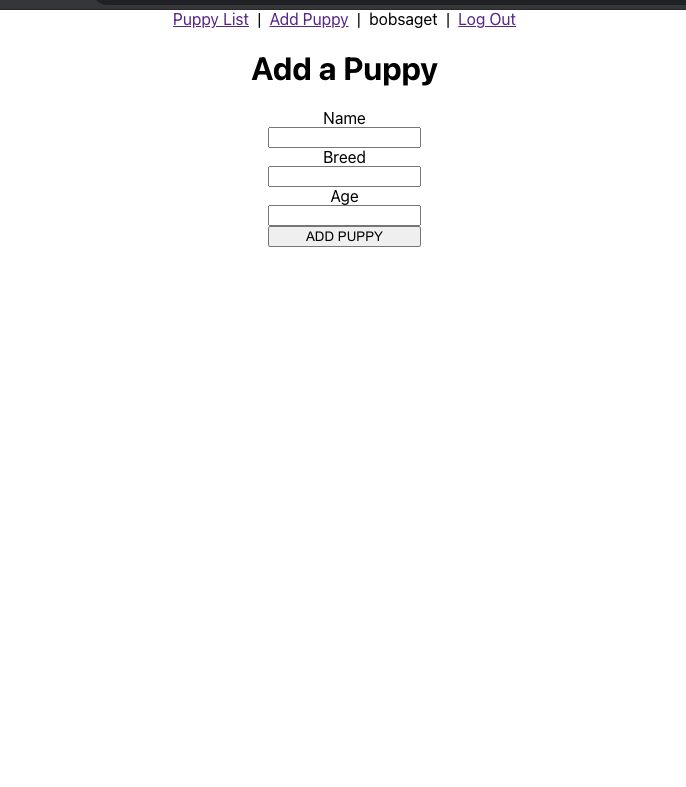 Puppy List | Add Puppy | bobsaget | Log Out
Add a Puppy
Name
Breed
Age
ADD PUPPY